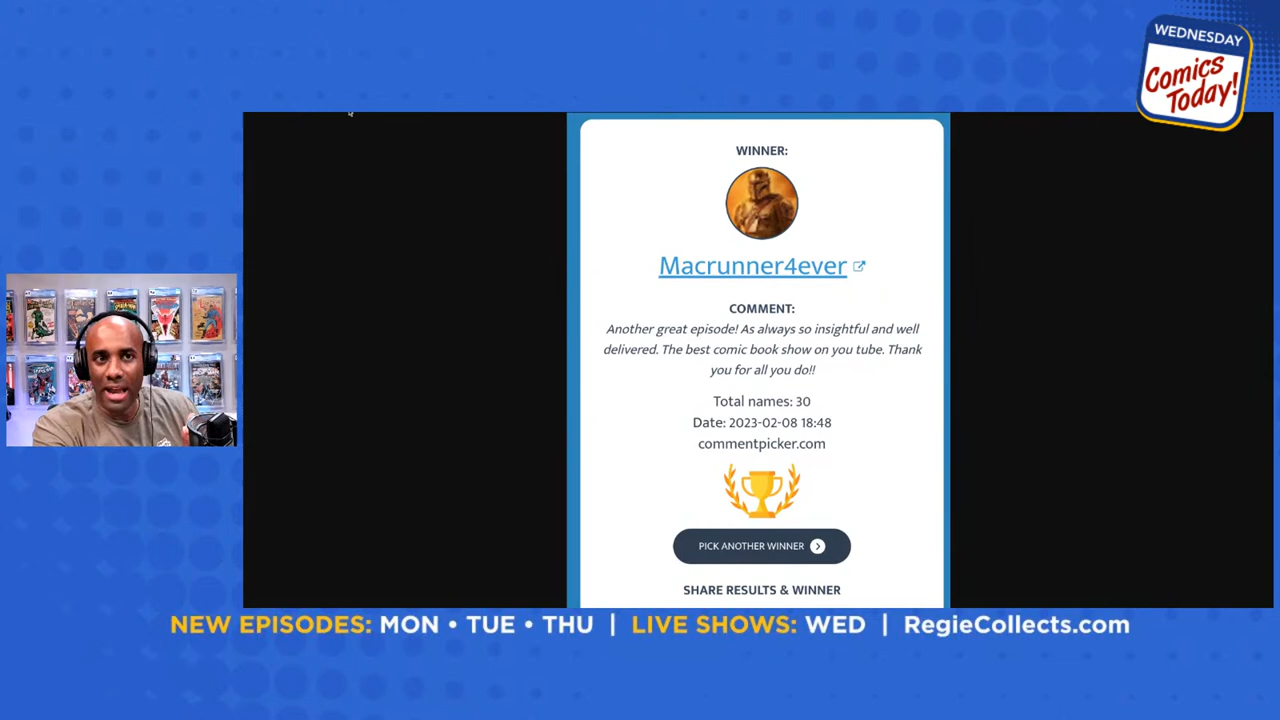 WEDNESDAY
Comics
Today!
WINNER:
Macrunner4ever
COMMENT:
Another great episode! As always so insightful and well
delivered. The best comic book show on you tube. Thank
you for all you do!!
Total names: 30
Date: 2023-02-08 18:48
commentpicker.com
PICK ANOTHER WINNER
SHARE RESULTS & WINNER
NEW EPISODES: MON • TUE • THU | LIVE SHOWS: WED | RegieCollects.com